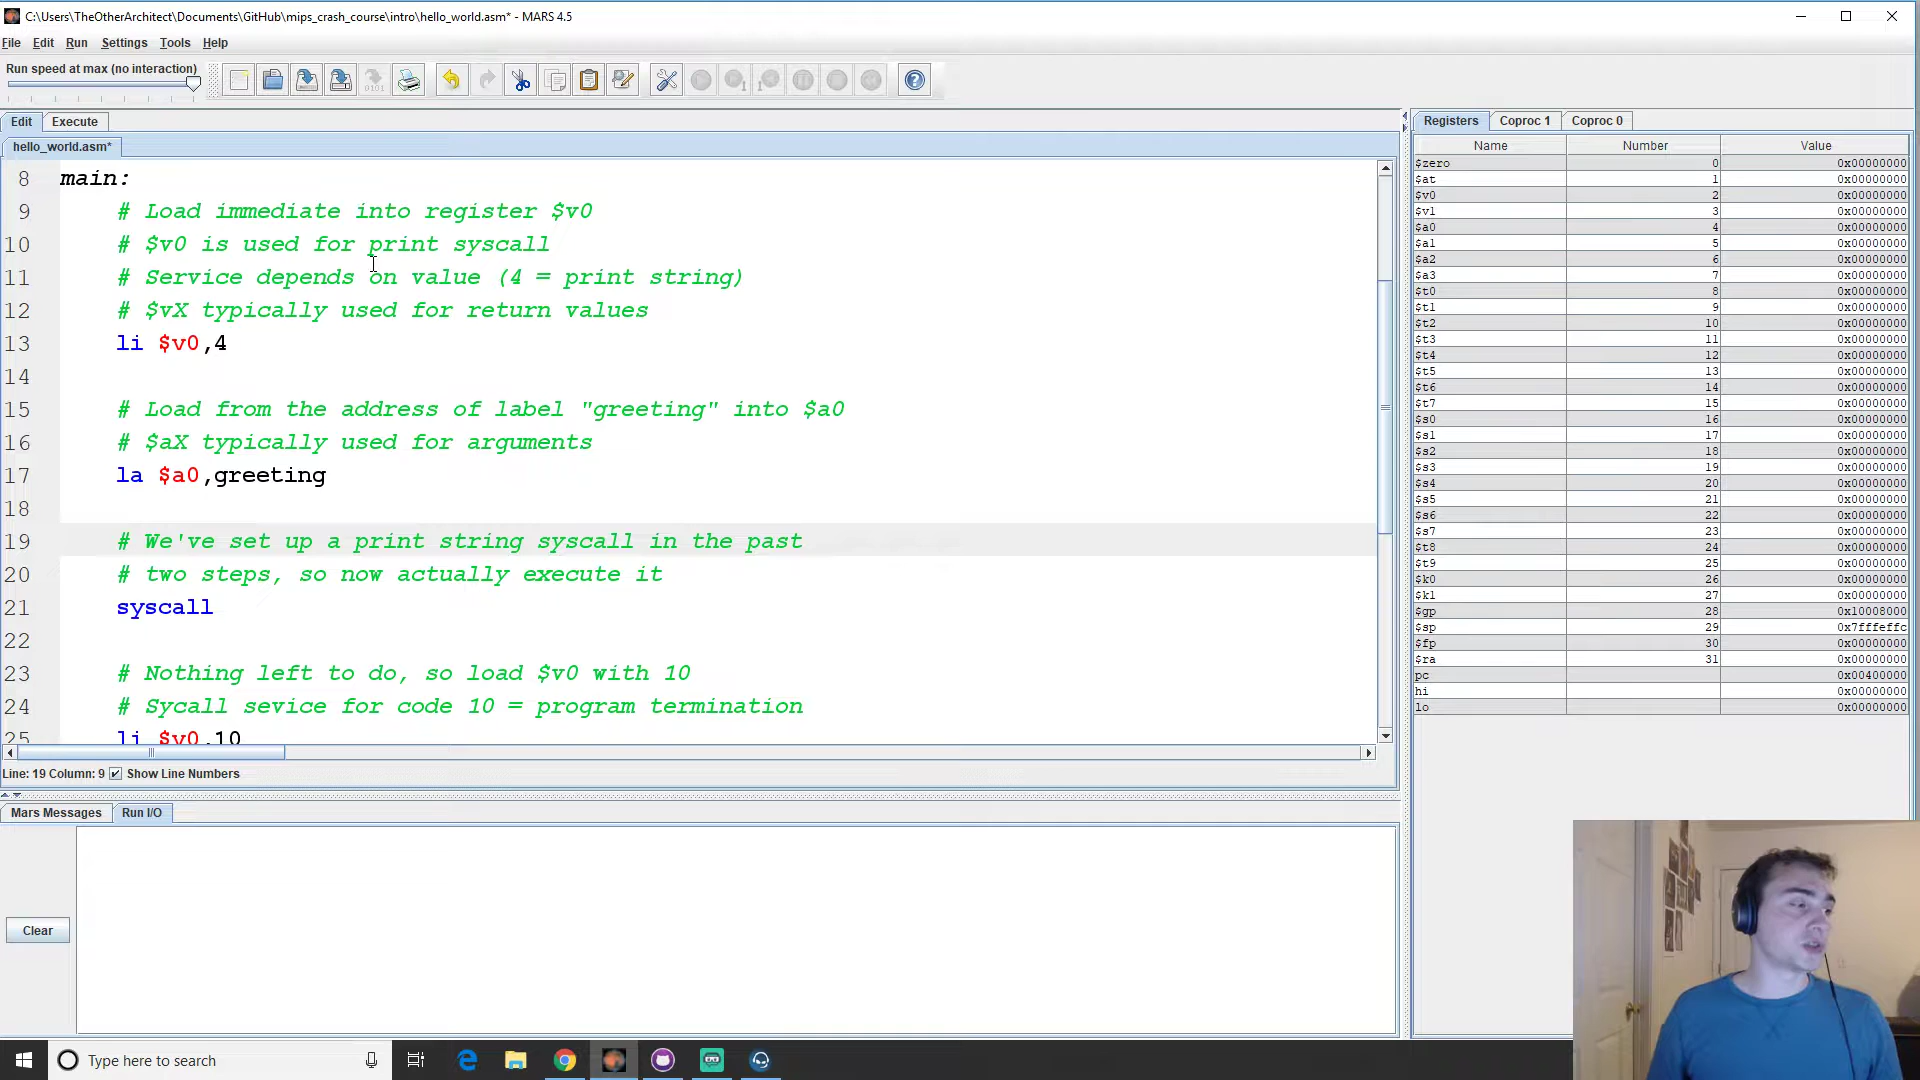 C:\Users\TheOtherArchitect\Documents\GitHub\mips_crash_course\intro\hello_world.asm* - MARS 4.5
File Edit Run Settings Tools Help
Run speed at max (no interaction)
Edit Execute
hello_world.asm*
8 main:
9 # Load immediate into register $v0
10 # $v0 is used for print syscall
11 # Service depends on value (4 = print string)
12 # $vX typically used for return values
13 li $v0,4
14
15 # Load from the address of label "greeting" into $a0
16 # $aX typically used for arguments
17 la $a0,greeting
18
19 # We've set up a print string syscall in the past
20 # two steps, so now actually execute it
21 syscall
22
23 # Nothing left to do, so load $v0 with 10
24 # Sycall sevice for code 10 = program termination
25 li $v0,10
Line: 19 Column: 9 Show Line Numbers
Mars Messages Run I/O
Clear
Registers Coproc 1 Coproc 0
Name Number Value
$zero 0 0x00000000
$at 1 0x00000000
$v0 2 0x00000000
$v1 3 0x00000000
$a0 4 0x00000000
$a1 5 0x00000000
$a2 6 0x00000000
$a3 7 0x00000000
$t0 8 0x00000000
$t1 9 0x00000000
$t2 10 0x00000000
$t3 11 0x00000000
$t4 12 0x00000000
$t5 13 0x00000000
$t6 14 0x00000000
$t7 15 0x00000000
$s0 16 0x00000000
$s1 17 0x00000000
$s2 18 0x00000000
$s3 19 0x00000000
$s4 20 0x00000000
$s5 21 0x00000000
$s6 22 0x00000000
$s7 23 0x00000000
$t8 24 0x00000000
$t9 25 0x00000000
$k0 26 0x00000000
$k1 27 0x00000000
$gp 28 0x10008000
$sp 29 0x7fffeffc
$fp 30 0x00000000
$ra 31 0x00000000
pc 0x00400000
hi 0x00000000
lo 0x00000000
Type here to search